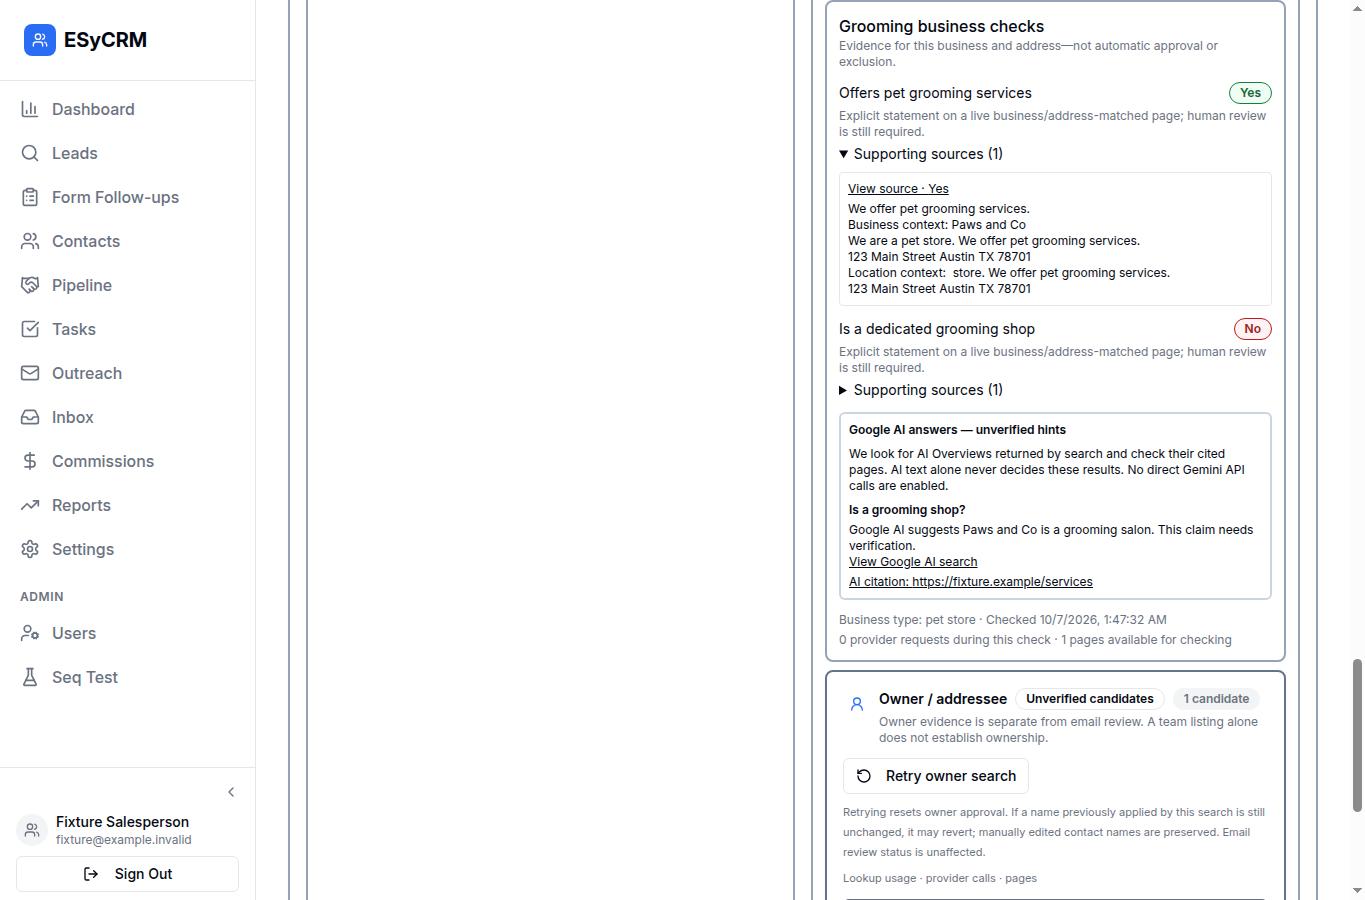 ESyCRM
Dashboard
Leads
Form Follow-ups
Contacts
Pipeline
Tasks
Outreach
Inbox
Commissions
Reports
Settings
ADMIN
Users
Seq Test
Fixture Salesperson
fixture@example.invalid
Sign Out
Grooming business checks
Evidence for this business and address—not automatic approval or
exclusion.
Offers pet grooming services
Yes
Explicit statement on a live business/address-matched page; human review
is still required.
Supporting sources (1)
View source · Yes
We offer pet grooming services.
Business context: Paws and Co
We are a pet store. We offer pet grooming services.
123 Main Street Austin TX 78701
Location context:  store. We offer pet grooming services.
123 Main Street Austin TX 78701
Is a dedicated grooming shop
No
Explicit statement on a live business/address-matched page; human review
is still required.
Supporting sources (1)
Google AI answers — unverified hints
We look for AI Overviews returned by search and check their cited
pages. AI text alone never decides these results. No direct Gemini API
calls are enabled.
Is a grooming shop?
Google AI suggests Paws and Co is a grooming salon. This claim needs
verification.
View Google AI search
AI citation: https://fixture.example/services
Business type: pet store · Checked 10/7/2026, 1:47:32 AM
0 provider requests during this check · 1 pages available for checking
Owner / addressee
Unverified candidates
1 candidate
Owner evidence is separate from email review. A team listing alone
does not establish ownership.
Retry owner search
Retrying resets owner approval. If a name previously applied by this search is still
unchanged, it may revert; manually edited contact names are preserved. Email
review status is unaffected.
Lookup usage · provider calls · pages